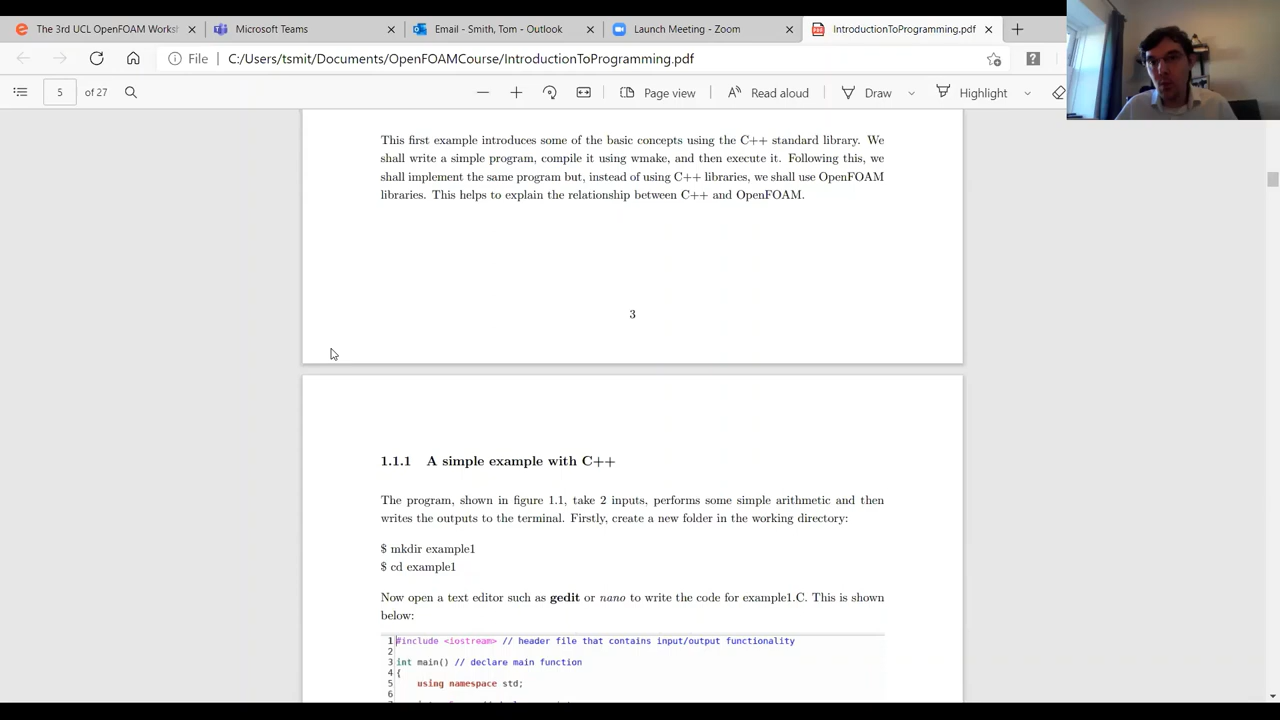 The 3rd UCL OpenFOAM Works
Microsoft Teams
Email - Smith, Tom - Outlook
Launch Meeting - Zoom
IntroductionToProgramming.pdf
File C:/Users/tsmit/Documents/OpenFOAMCourse/IntroductionToProgramming.pdf
5 of 27
Page view
Read aloud
Draw
Highlight
This first example introduces some of the basic concepts using the C++ standard library. We
shall write a simple program, compile it using wmake, and then execute it. Following this, we
shall implement the same program but, instead of using C++ libraries, we shall use OpenFOAM
libraries. This helps to explain the relationship between C++ and OpenFOAM.
3
1.1.1 A simple example with C++
The program, shown in figure 1.1, take 2 inputs, performs some simple arithmetic and then
writes the outputs to the terminal. Firstly, create a new folder in the working directory:
$ mkdir example1
$ cd example1
Now open a text editor such as gedit or nano to write the code for example1.C. This is shown
below:
1 #include <iostream> // header file that contains input/output functionality
2
3 int main() // declare main function
4 {
5 using namespace std;
6